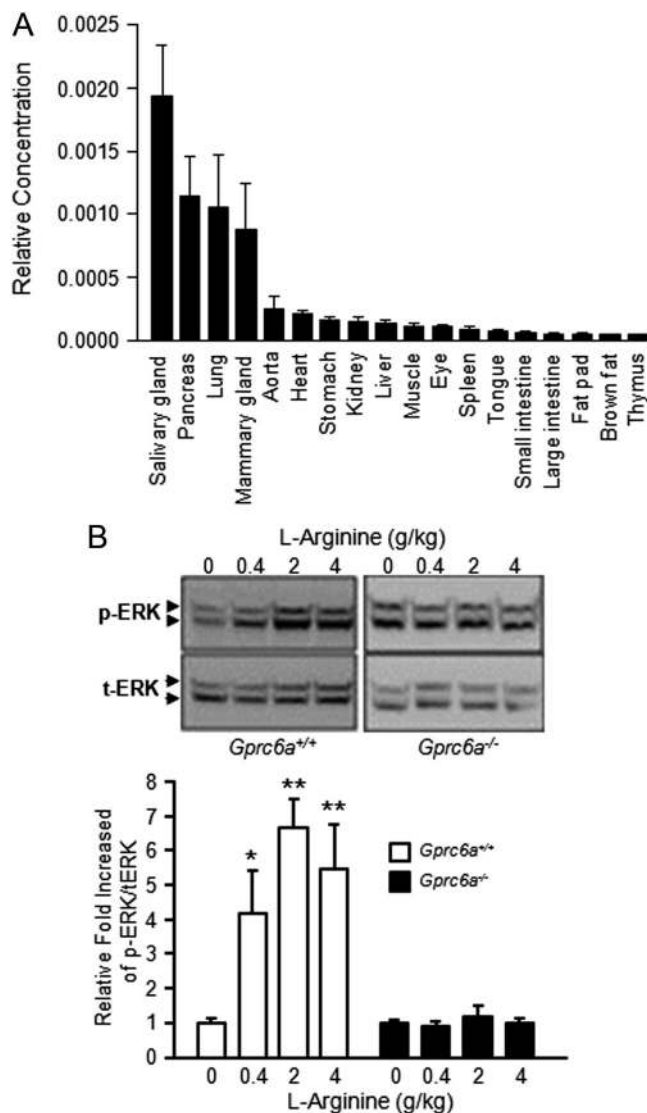 A
Relative Concentration
0.0025
0.0020
0.0015
0.0010
0.0005
0.0000
Salivary gland
Pancreas
Lung
Mammary gland
Aorta
Heart
Stomach
Kidney
Liver
Muscle
Eye
Spleen
Tongue
Small intestine
Large intestine
Fat pad
Brown fat
Thymus
B
L-Arginine (g/kg)
0 0.4 2 4 0 0.4 2 4
p-ERK
t-ERK
Gprc6a+/+ Gprc6a-/-
Relative Fold Increased
of p-ERK/tERK
8
7
6
5
4
3
2
1
0
* ** **
Gprc6a+/+
Gprc6a-/-
0 0.4 2 4 0 0.4 2 4
L-Arginine (g/kg)